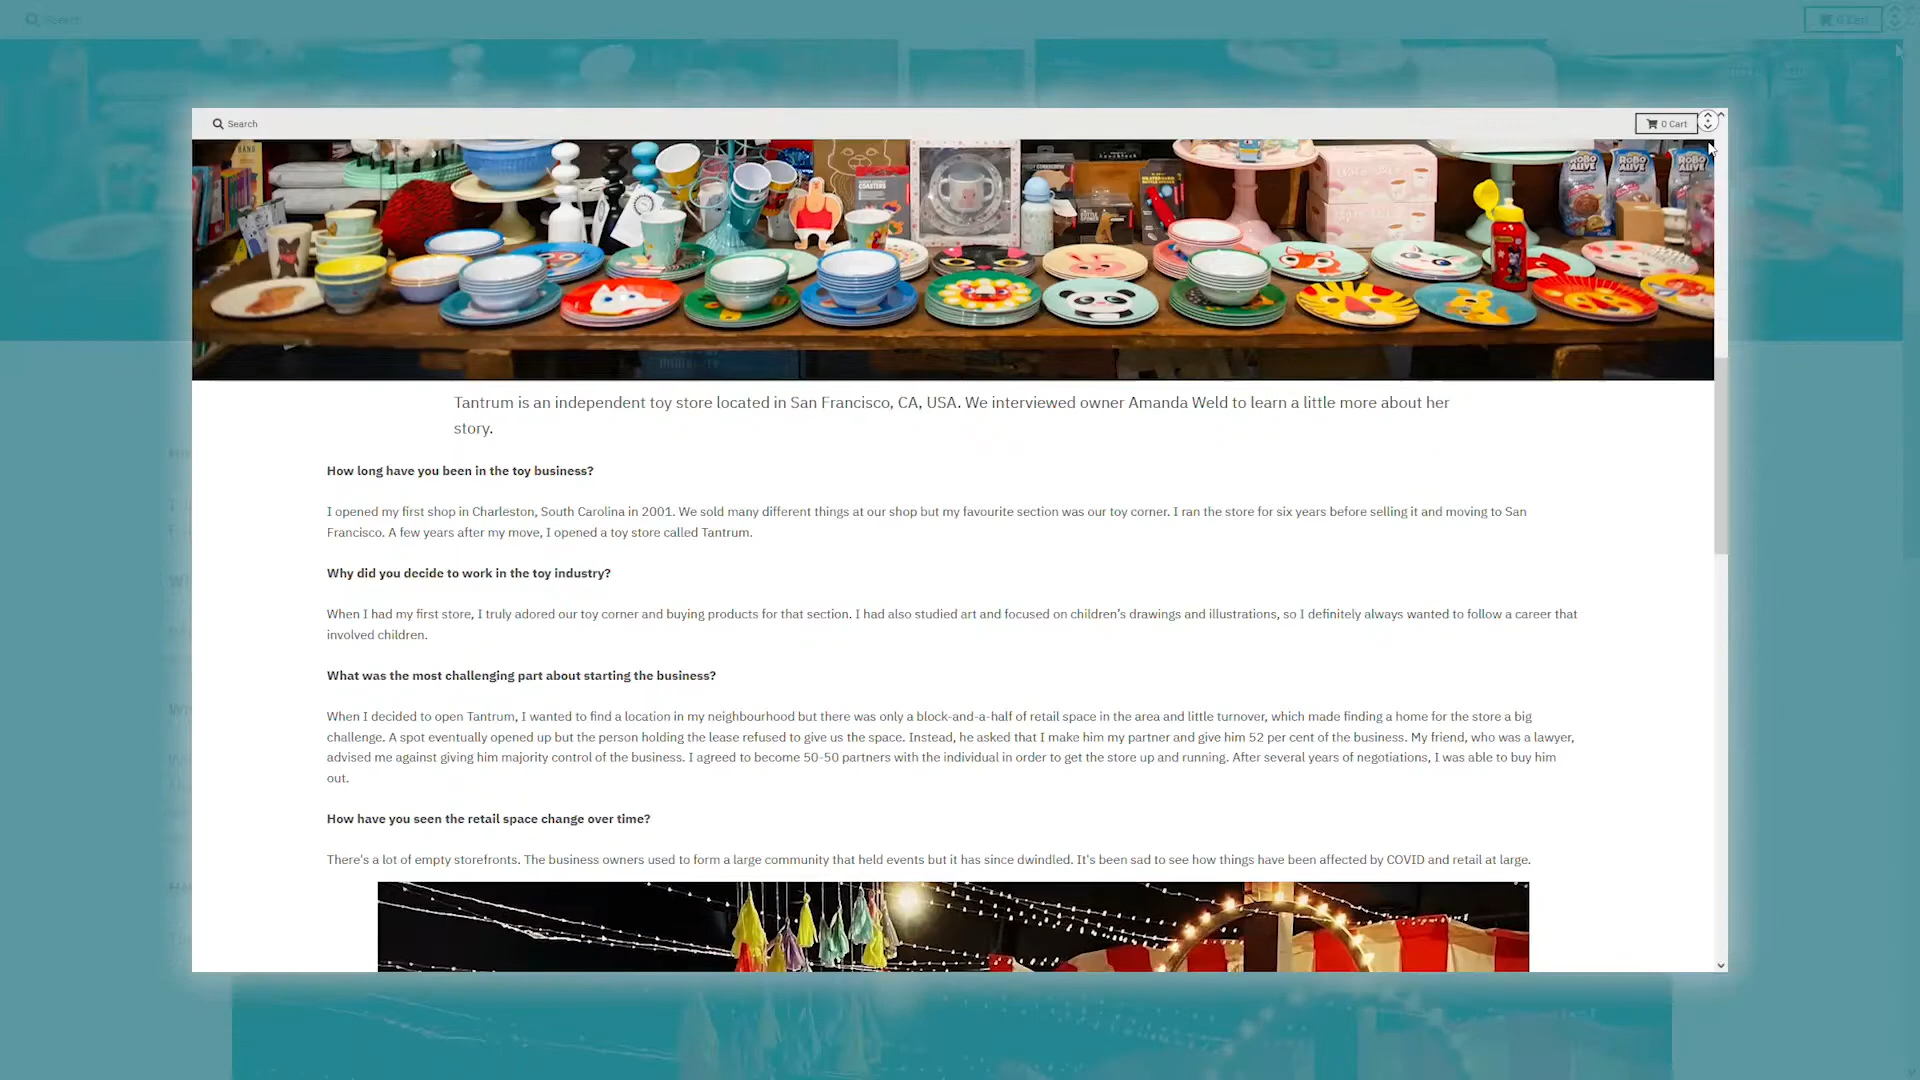 Search
0 Cart
ROBO ALIVE
ROBO ALIVE
ROBO ALIVE
COASTERS
Tantrum is an independent toy store located in San Francisco, CA, USA. We interviewed owner Amanda Weld to learn a little more about her
story.
How long have you been in the toy business?
I opened my first shop in Charleston, South Carolina in 2001. We sold many different things at our shop but my favourite section was our toy corner. I ran the store for six years before selling it and moving to San
Francisco. A few years after my move, I opened a toy store called Tantrum.
Why did you decide to work in the toy industry?
When I had my first store, I truly adored our toy corner and buying products for that section. I had also studied art and focused on children’s drawings and illustrations, so I definitely always wanted to follow a career that
involved children.
What was the most challenging part about starting the business?
When I decided to open Tantrum, I wanted to find a location in my neighbourhood but there was only a block-and-a-half of retail space in the area and little turnover, which made finding a home for the store a big
challenge. A spot eventually opened up but the person holding the lease refused to give us the space. Instead, he asked that I make him my partner and give him 52 per cent of the business. My friend, who was a lawyer,
advised me against giving him majority control of the business. I agreed to become 50-50 partners with the individual in order to get the store up and running. After several years of negotiations, I was able to buy him
out.
How have you seen the retail space change over time?
There's a lot of empty storefronts. The business owners used to form a large community that held events but it has since dwindled. It's been sad to see how things have been affected by COVID and retail at large.